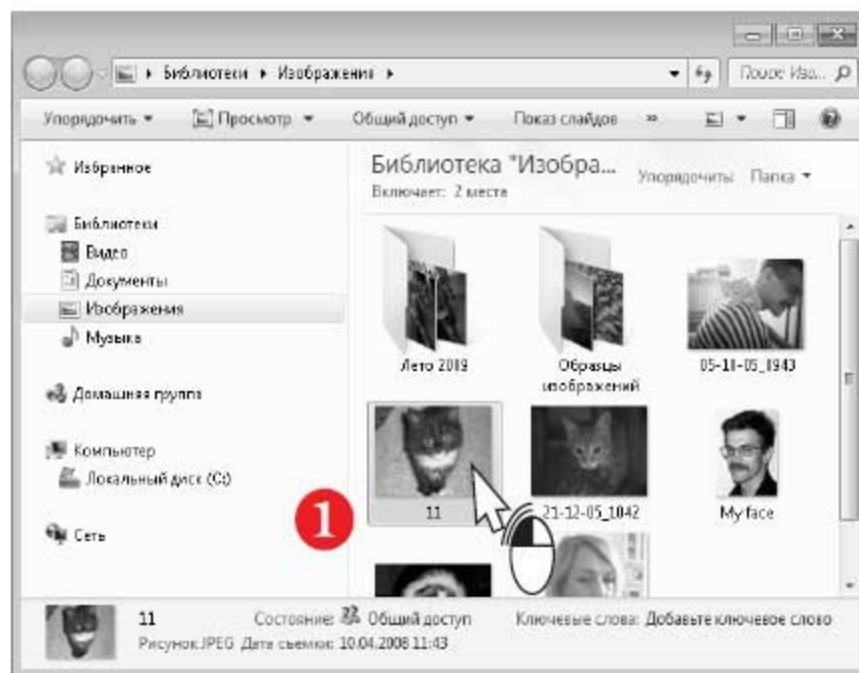 Библиотеки ▸ Изображения ▸
Поиск: Изо...
Упорядочить ▾ Просмотр ▾ Общий доступ ▾ Показ слайдов »
Избранное
Библиотеки
Видео
Документы
Изображения
Музыка
Домашняя группа
Компьютер
Локальный диск (C:)
Сеть
Библиотека "Изобра...
Включает: 2 места
Упорядочить: Папка ▾
Лето 2009
Образцы изображений
05-11-05_1943
11
21-12-05_1042
My face
1
11 Состояние: Общий доступ Ключевые слова: Добавьте ключевое слово
Рисунок JPEG Дата съемки: 10.04.2008 11:43